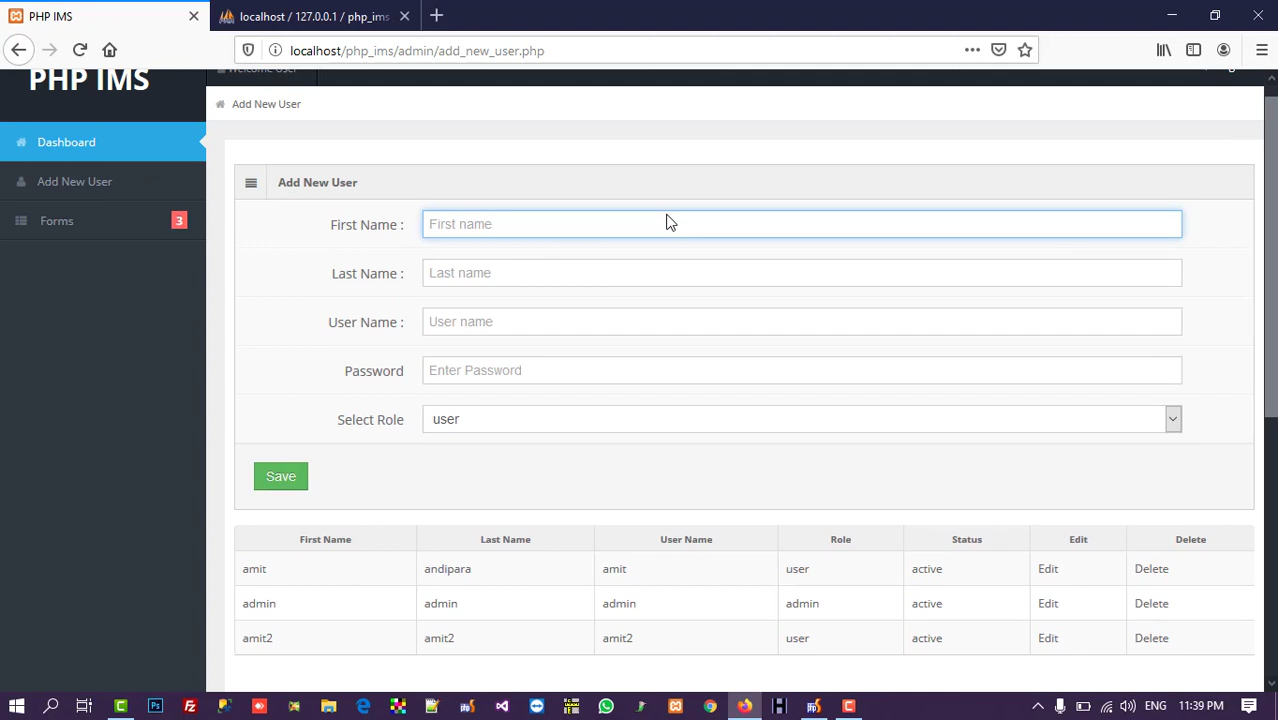 PHP IMS
localhost / 127.0.0.1 / php_ims
localhost/php_ims/admin/add_new_user.php
PHP IMS
Welcome User
Add New User
Dashboard
Add New User
Forms 3
Add New User
First Name : First name
Last Name : Last name
User Name : User name
Password Enter Password
Select Role user
Save
First Name Last Name User Name Role Status Edit Delete
amit andipara amit user active Edit Delete
admin admin admin admin active Edit Delete
amit2 amit2 amit2 user active Edit Delete
ENG 11:39 PM